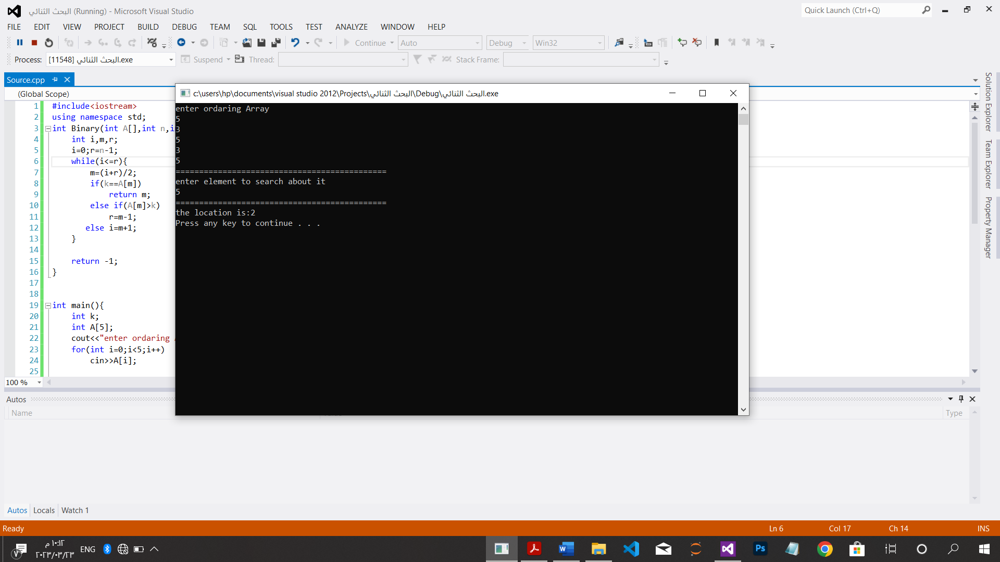 البحث الثنائي (Running) - Microsoft Visual Studio
Quick Launch (Ctrl+Q)
FILE EDIT VIEW PROJECT BUILD DEBUG TEAM SQL TOOLS TEST ANALYZE WINDOW HELP
Continue Auto Debug Win32
Process: [11548] البحث الثنائي.exe Suspend Thread: Stack Frame:
Source.cpp
(Global Scope)
1 #include<iostream>
2 using namespace std;
3 int Binary(int A[],int n,i
4 int i,m,r;
5 i=0;r=n-1;
6 while(i<=r){
7 m=(i+r)/2;
8 if(k==A[m])
9 return m;
10 else if(A[m]>k)
11 r=m-1;
12 else i=m+1;
13 }
14
15 return -1;
16 }
17
18
19 int main(){
20 int k;
21 int A[5];
22 cout<<"enter ordaring
23 for(int i=0;i<5;i++)
24 cin>>A[i];
25
100 %
c:\users\hp\documents\visual studio 2012\Projects\البحث الثنائي\Debug\البحث الثنائي.exe
enter ordaring Array
5
3
5
3
5
=============================================
enter element to search about it
5
=============================================
the location is:2
Press any key to continue . . .
Solution Explorer
Team Explorer
Property Manager
Autos
Name Type
Autos Locals Watch 1
Ready Ln 6 Col 17 Ch 14 INS
٧
١٠:١٢ م
٢٠٢٣/٠٣/٢٣
ENG
W
Ps